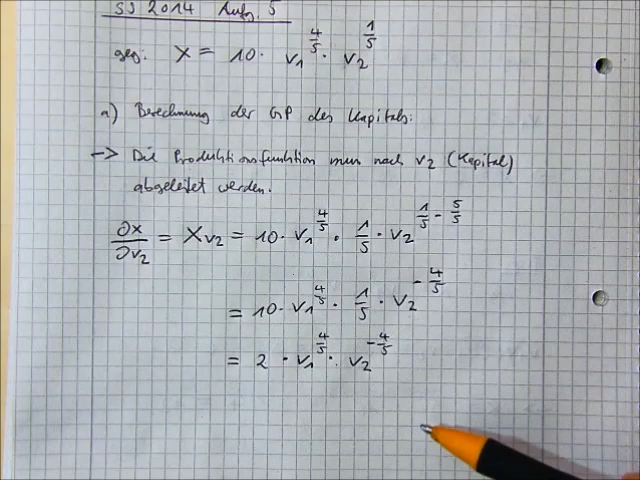 SS 2014 Aufg. 5
geg: x = 10 · v₁^(4/5) · v₂^(1/5)
a) Berechnung der GP des Kapitals:
-> Die Produktionsfunktion muss nach v₂ (Kapital)
abgeleitet werden.
∂x/∂v₂ = Xv₂ = 10 · v₁^(4/5) · 1/5 · v₂^(1/5 - 5/5)
= 10 · v₁^(4/5) · 1/5 · v₂^(-4/5)
= 2 · v₁^(4/5) · v₂^(-4/5)